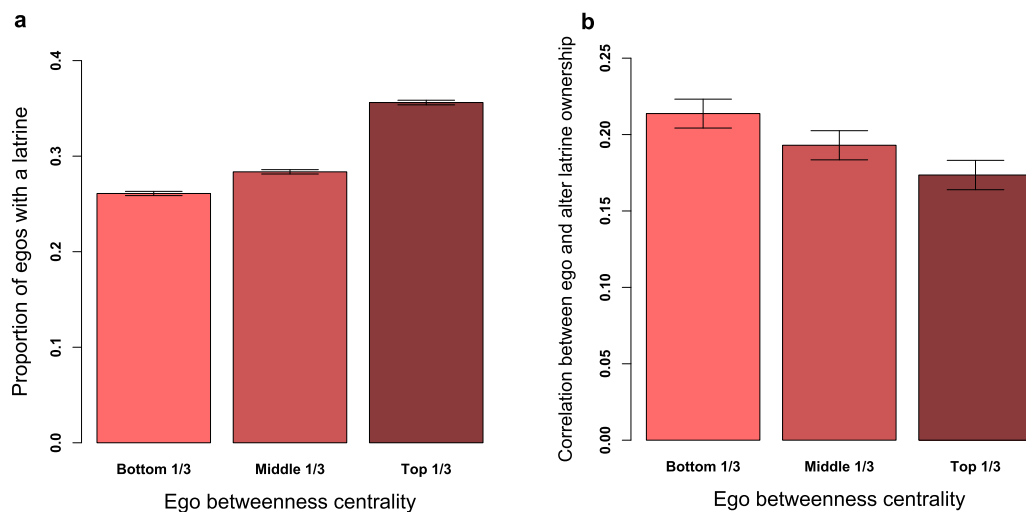 a
Proportion of egos with a latrine
0.4
0.3
0.2
0.1
0.0
Bottom 1/3 Middle 1/3 Top 1/3
Ego betweenness centrality
b
Correlation between ego and alter latrine ownership
0.25
0.20
0.15
0.10
0.05
0.00
Bottom 1/3 Middle 1/3 Top 1/3
Ego betweenness centrality